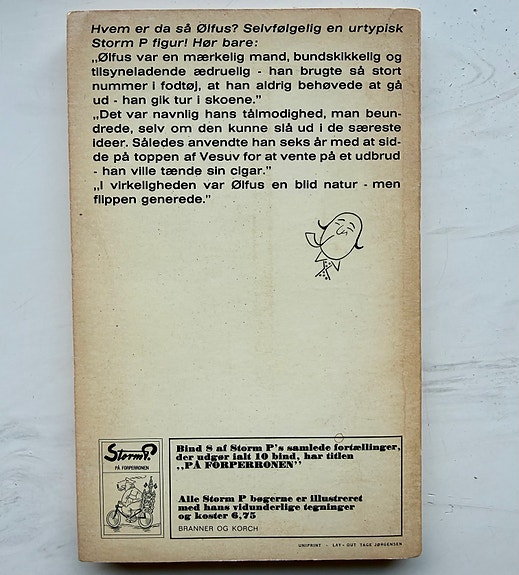 Hvem er da så Ølfus? Selvfølgelig en urtypisk
Storm P figur! Hør bare:
„Ølfus var en mærkelig mand, bundskikkelig og
tilsyneladende ædruelig - han brugte så stort
nummer i fodtøj, at han aldrig behøvede at gå
ud - han gik tur i skoene."
„Det var navnlig hans tålmodighed, man beun-
drede, selv om den kunne slå ud i de særeste
ideer. Således anvendte han seks år med at sid-
de på toppen af Vesuv for at vente på et udbrud
- han ville tænde sin cigar."
„I virkeligheden var Ølfus en blid natur - men
flippen generede."
Storm P.
PÅ FORPERRONEN
Bind 8 af Storm P's samlede fortællinger,
der udgør ialt 10 bind, har titlen
„PÅ FORPERRONEN"
Alle Storm P bøgerne er illustreret
med hans vidunderlige tegninger
og koster 6,75
BRANNER OG KORCH
UNIPRINT - LAY-OUT TAGE JØRGENSEN